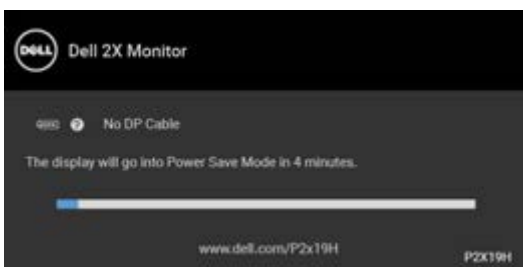 DELL
Dell 2X Monitor
No DP Cable
The display will go into Power Save Mode in 4 minutes.
www.dell.com/P2x19H
P2X19H